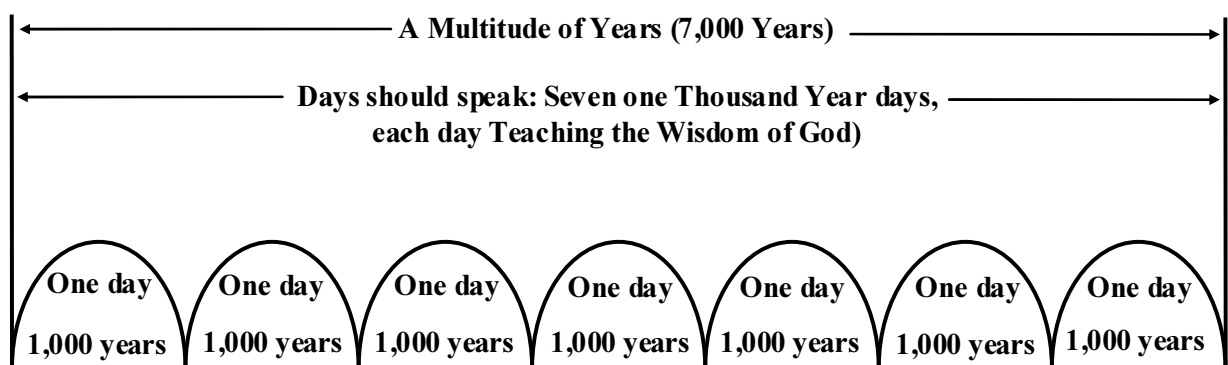 A Multitude of Years (7,000 Years)
Days should speak: Seven one Thousand Year days,
each day Teaching the Wisdom of God)
One day One day One day One day One day One day One day
1,000 years 1,000 years 1,000 years 1,000 years 1,000 years 1,000 years 1,000 years